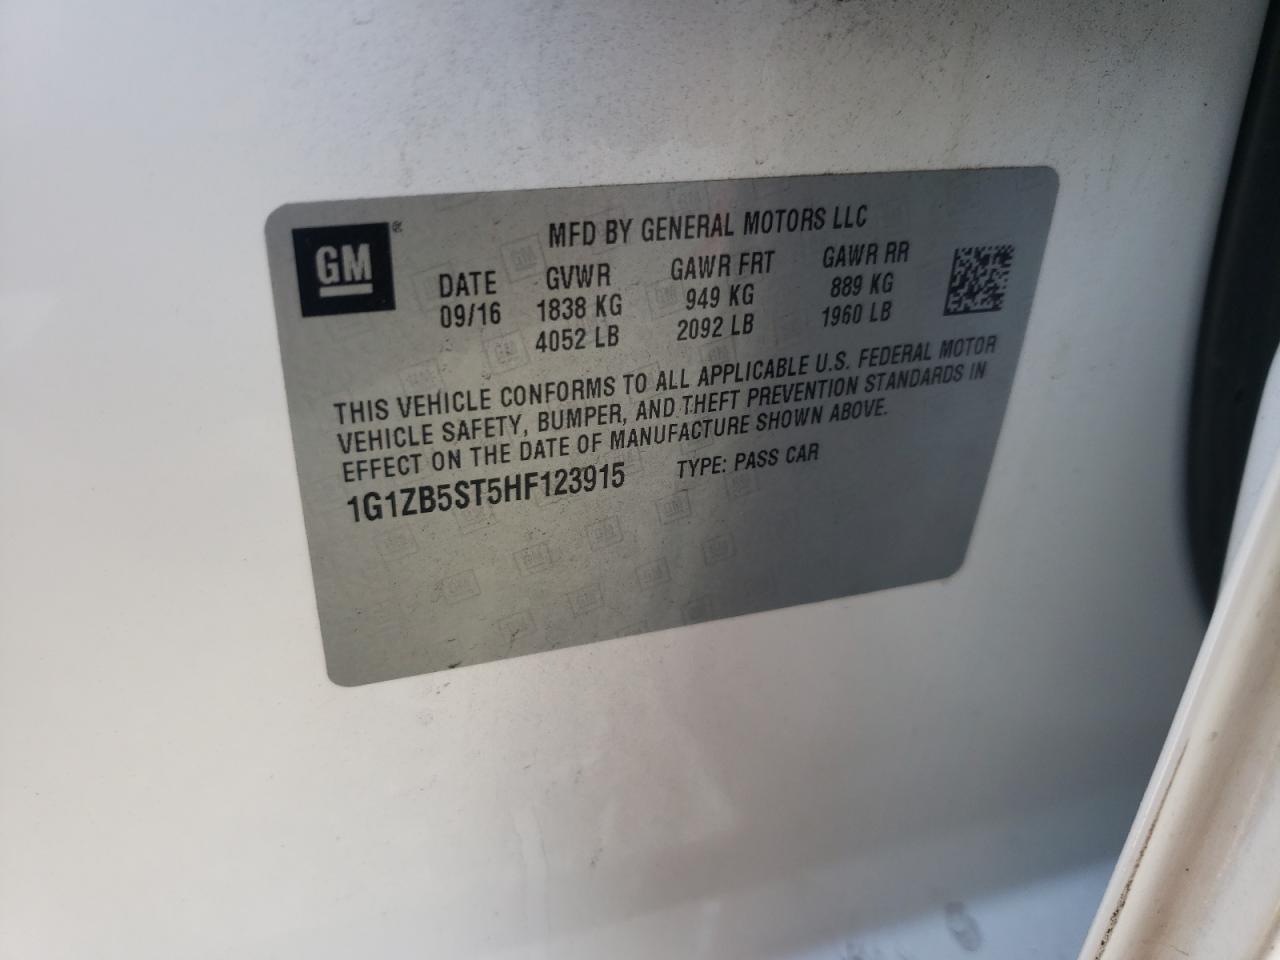 GM®
MFD BY GENERAL MOTORS LLC
DATE GVWR GAWR FRT GAWR RR
09/16 1838 KG 949 KG 889 KG
4052 LB 2092 LB 1960 LB
THIS VEHICLE CONFORMS TO ALL APPLICABLE U.S. FEDERAL MOTOR
VEHICLE SAFETY, BUMPER, AND THEFT PREVENTION STANDARDS IN
EFFECT ON THE DATE OF MANUFACTURE SHOWN ABOVE.
1G1ZB5ST5HF123915 TYPE: PASS CAR